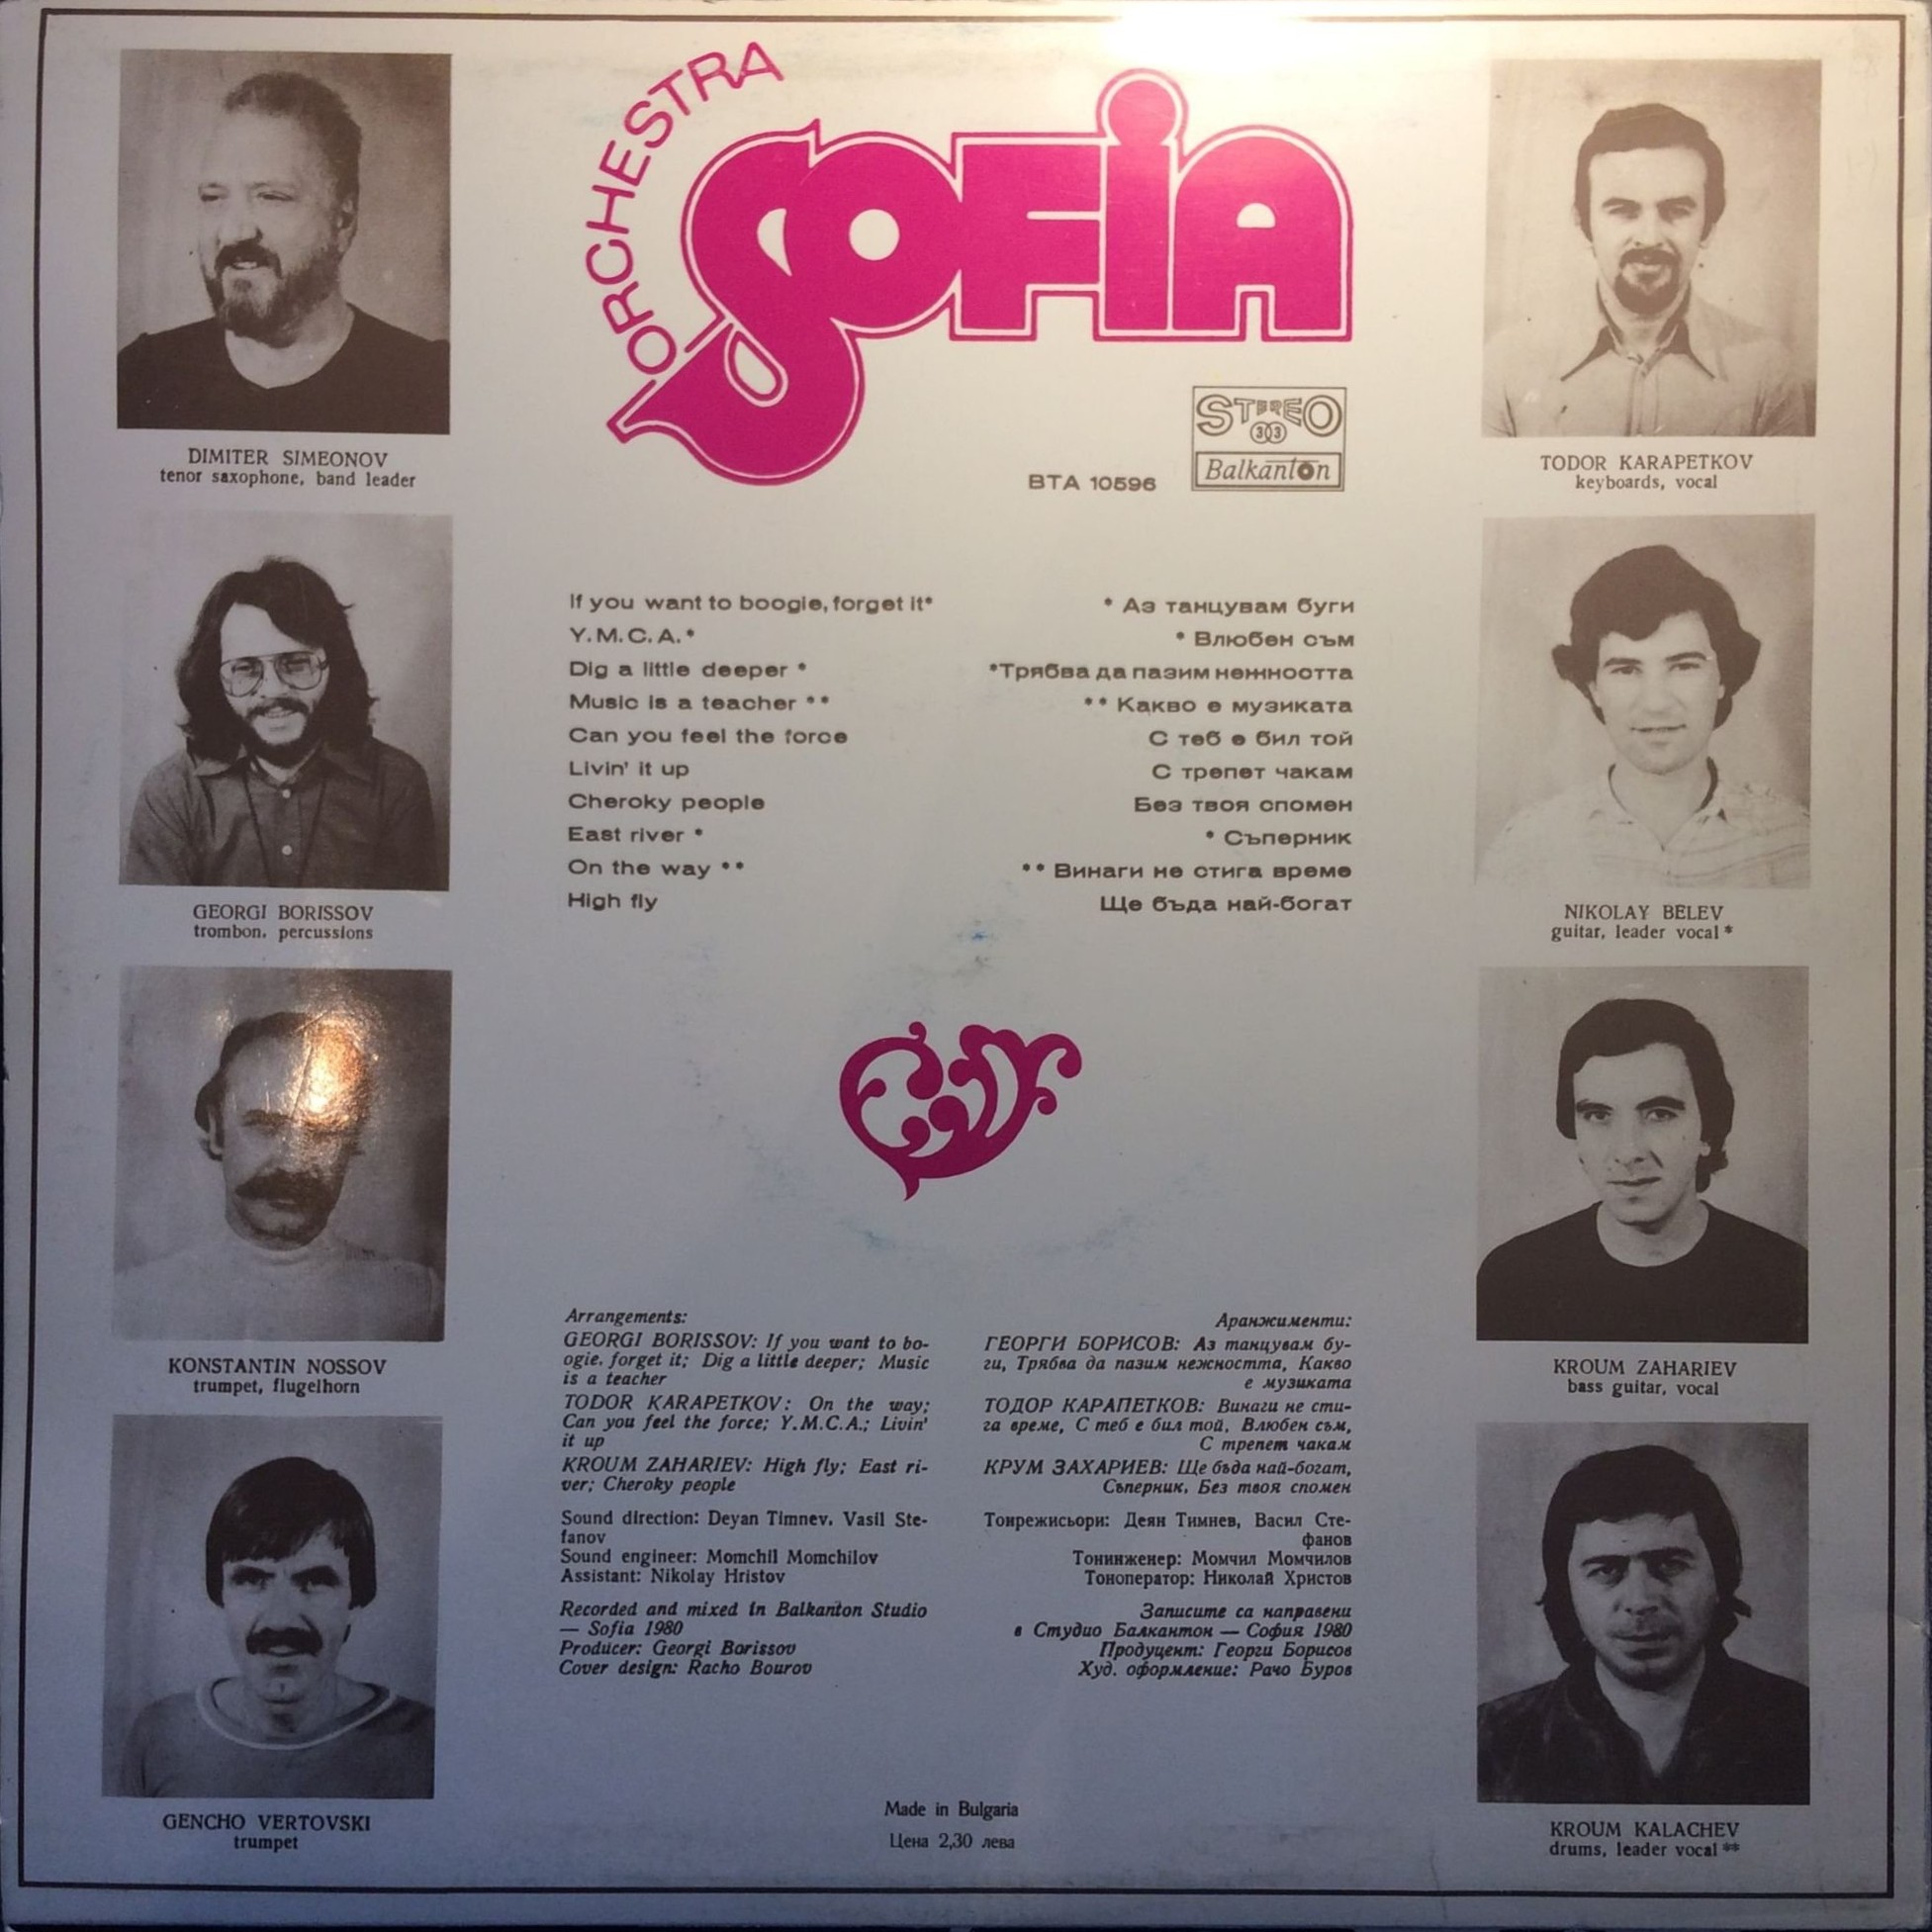 ORCHESTRA
SOFIA
STEREO
33
Balkanton
BTA 10596
DIMITER SIMEONOV
tenor saxophone, band leader
GEORGI BORISSOV
trombon, percussions
KONSTANTIN NOSSOV
trumpet, flugelhorn
GENCHO VERTOVSKI
trumpet
If you want to boogie, forget it*
Y.M.C.A.*
Dig a little deeper *
Music is a teacher **
Can you feel the force
Livin' it up
Cheroky people
East river *
On the way **
High fly
* Аз танцувам буги
* Влюбен съм
*Трябва да пазим нежността
** Какво е музиката
С теб е бил той
С трепет чакам
Без твоя спомен
* Съперник
** Винаги не стига време
Ще бъда най-богат
Arrangements:
GEORGI BORISSOV: If you want to bo-
ogie, forget it; Dig a little deeper; Music
is a teacher
TODOR KARAPETKOV: On the way;
Can you feel the force; Y.M.C.A.; Livin'
it up
KROUM ZAHARIEV: High fly; East ri-
ver; Cheroky people
Sound direction: Deyan Timnev, Vasil Ste-
fanov
Sound engineer: Momchil Momchilov
Assistant: Nikolay Hristov
Recorded and mixed in Balkanton Studio
— Sofia 1980
Producer: Georgi Borissov
Cover design: Racho Bourov
Аранжименти:
ГЕОРГИ БОРИСОВ: Аз танцувам бу-
ги, Трябва да пазим нежността, Какво
е музиката
ТОДОР КАРАПЕТКОВ: Винаги не сти-
га време, С теб е бил той, Влюбен съм,
С трепет чакам
КРУМ ЗАХАРИЕВ: Ще бъда най-богат,
Съперник, Без твоя спомен
Тонрежисьори: Деян Тимнев, Васил Сте-
фанов
Тонинженер: Момчил Момчилов
Тоноператор: Николай Христов
Записите са направени
в Студио Балкантон — София 1980
Продуцент: Георги Борисов
Худ. оформление: Рачо Буров
Made in Bulgaria
Цена 2,30 лева
TODOR KARAPETKOV
keyboards, vocal
NIKOLAY BELEV
guitar, leader vocal *
KROUM ZAHARIEV
bass guitar, vocal
KROUM KALACHEV
drums, leader vocal **